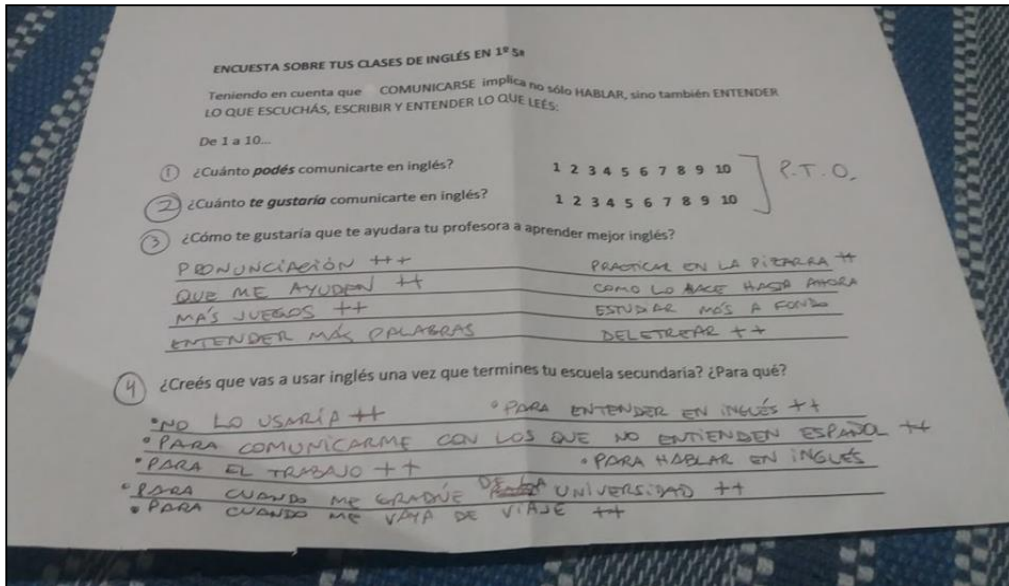 ENCUESTA SOBRE TUS CLASES DE INGLÉS EN 1º 5ª
Teniendo en cuenta que COMUNICARSE implica no sólo HABLAR, sino también ENTENDER
LO QUE ESCUCHÁS, ESCRIBIR Y ENTENDER LO QUE LEÉS:
De 1 a 10...
1 ¿Cuánto podés comunicarte en inglés? 1 2 3 4 5 6 7 8 9 10 P.T.O.
2 ¿Cuánto te gustaría comunicarte en inglés? 1 2 3 4 5 6 7 8 9 10
3 ¿Cómo te gustaría que te ayudara tu profesora a aprender mejor inglés?
PRONUNCIACIÓN +++ PRACTICAR EN LA PIZARRA ++
QUE ME AYUDEN ++ COMO LO HACE HASTA AHORA
MÁS JUEGOS ++ ESTUDIAR MÁS A FONDO
ENTENDER MÁS PALABRAS DELETREAR ++
4 ¿Creés que vas a usar inglés una vez que termines tu escuela secundaria? ¿Para qué?
•NO LO USARÍA ++ •PARA ENTENDER EN INGLÉS ++
•PARA COMUNICARME CON LOS QUE NO ENTIENDEN ESPAÑOL ++
•PARA EL TRABAJO ++ •PARA HABLAR EN INGLÉS
•PARA CUANDO ME GRADÚE DE LA UNIVERSIDAD ++
•PARA CUANDO ME VAYA DE VIAJE ++